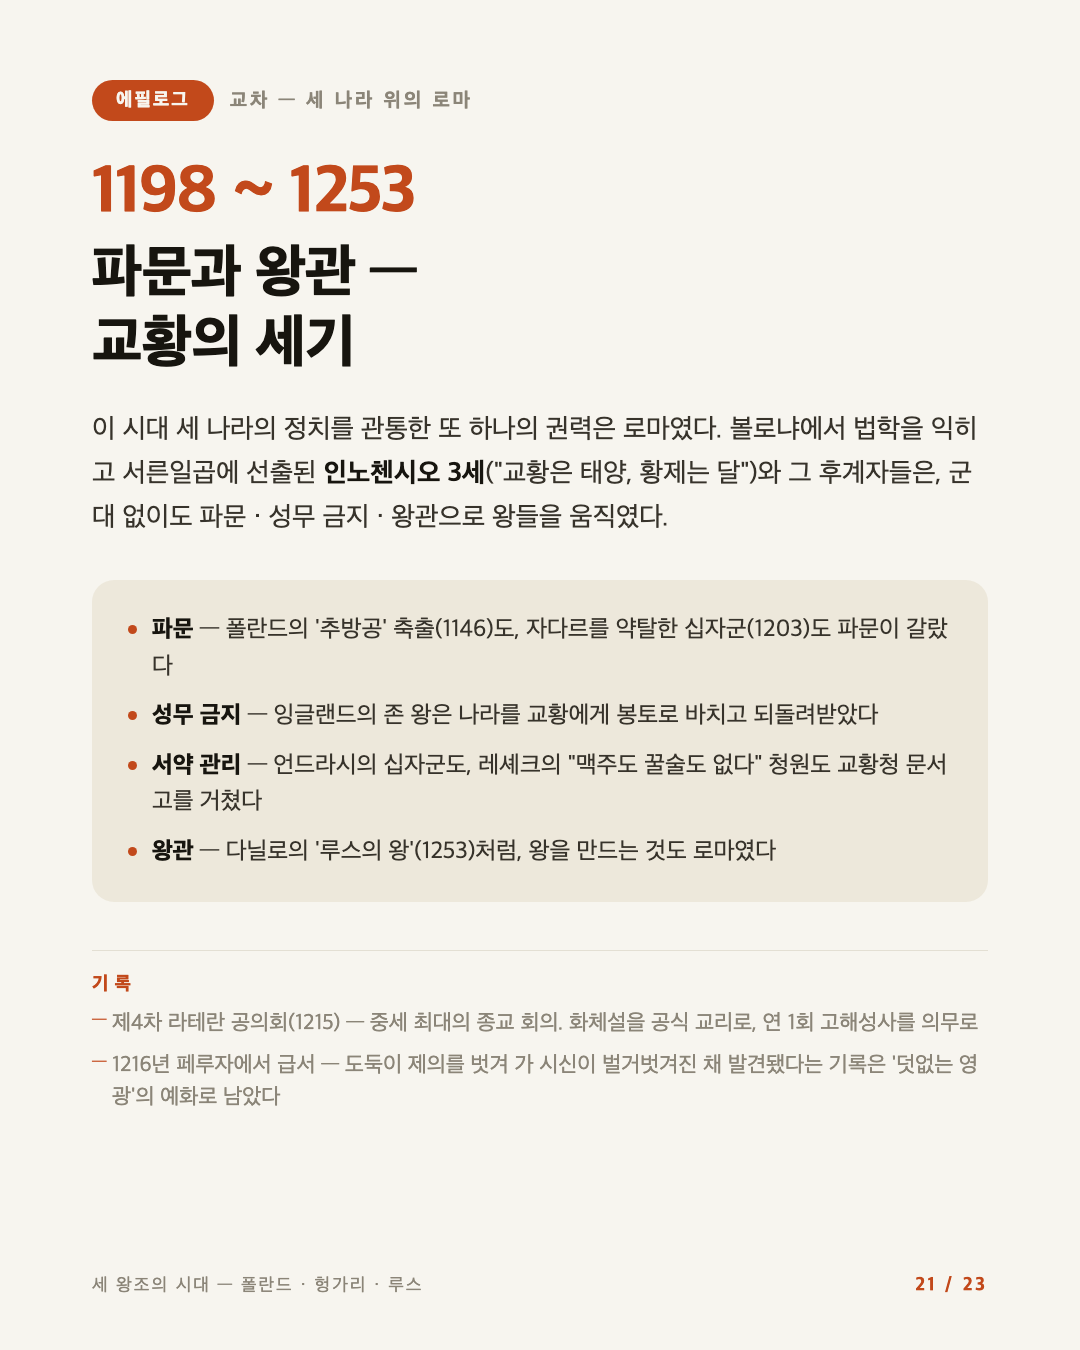 에필로그 교차 — 세 나라 위의 로마
1198 ~ 1253
파문과 왕관 —
교황의 세기
이 시대 세 나라의 정치를 관통한 또 하나의 권력은 로마였다. 볼로냐에서 법학을 익히
고 서른일곱에 선출된 인노첸시오 3세("교황은 태양, 황제는 달")와 그 후계자들은, 군
대 없이도 파문 · 성무 금지 · 왕관으로 왕들을 움직였다.
• 파문 — 폴란드의 '추방공' 축출(1146)도, 자다르를 약탈한 십자군(1203)도 파문이 갈랐
다
• 성무 금지 — 잉글랜드의 존 왕은 나라를 교황에게 봉토로 바치고 되돌려받았다
• 서약 관리 — 언드라시의 십자군도, 레셰크의 "맥주도 꿀술도 없다" 청원도 교황청 문서
고를 거쳤다
• 왕관 — 다닐로의 '루스의 왕'(1253)처럼, 왕을 만드는 것도 로마였다
기록
— 제4차 라테란 공의회(1215) — 중세 최대의 종교 회의. 화체설을 공식 교리로, 연 1회 고해성사를 의무로
— 1216년 페루자에서 급서 — 도둑이 제의를 벗겨 가 시신이 벌거벗겨진 채 발견됐다는 기록은 '덧없는 영
광'의 예화로 남았다
세 왕조의 시대 — 폴란드 · 헝가리 · 루스
21 / 23